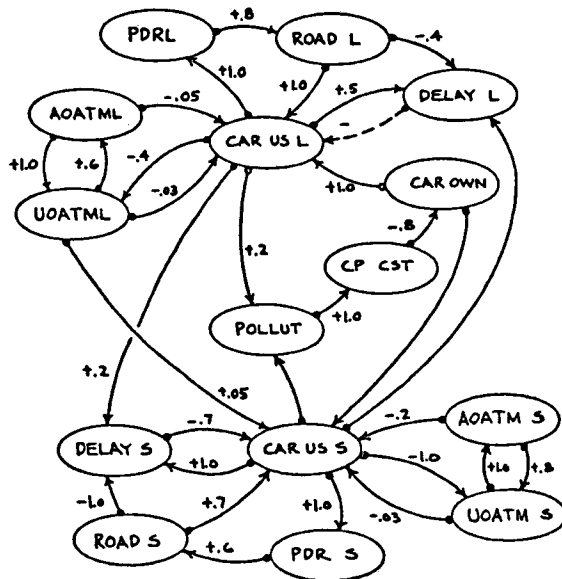 PDRL
+.8
ROAD L
-.4
+1.0
+1.0
-.05
+.5
DELAY L
AOATML
CAR US L
-
+1.0
+.6
-.4
+1.0
CAR OWN
UOATML
-.03
-.8
+.2
CP CST
POLLUT
+1.0
+.2
+.05
AOATM S
-.7
-.2
DELAY S
CAR US S
+1.0
-1.0
+1.0
+.8
-1.0
+.7
+1.0
-.03
UOATM S
ROAD S
+.6
PDR S